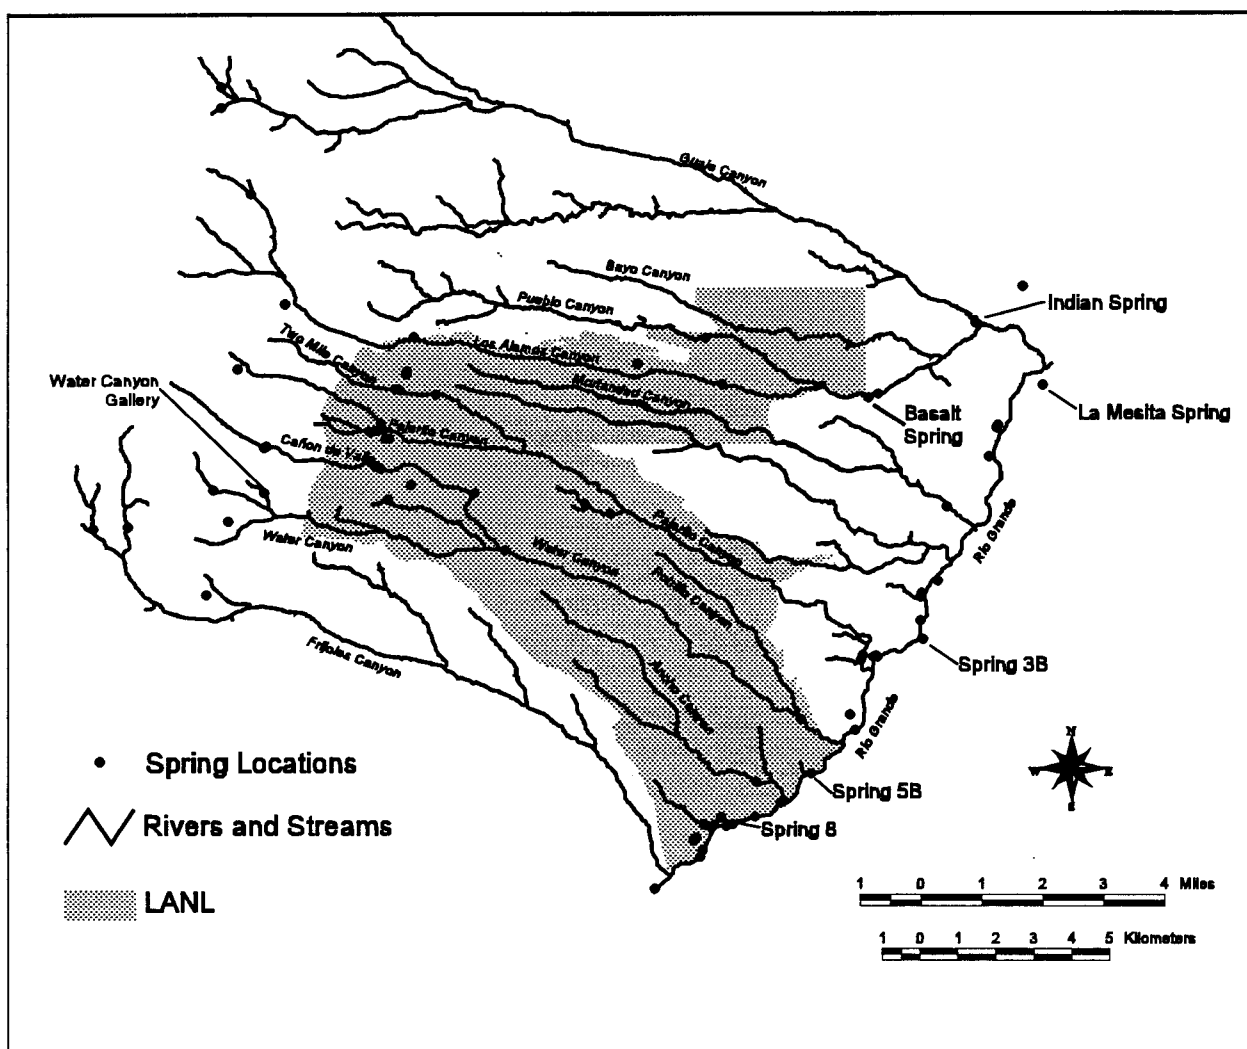 Guaje Canyon
Bayo Canyon
Indian Spring
Pueblo Canyon
Two Mile Canyon
Los Alamos Canyon
Water Canyon
Gallery
Mortandad Canyon
La Mesita Spring
Basalt
Spring
Pajarito Canyon
Cañon de Valle
Rio Grande
Water Canyon
Water Canyon
Pajarito Canyon
Potrillo Canyon
Frijoles Canyon
Ancho Canyon
Spring 3B
Rio Grande
N
W E
S
Spring Locations
Spring 5B
Rivers and Streams
Spring 8
LANL
1 0 1 2 3 4 Miles
1 0 1 2 3 4 5 Kilometers